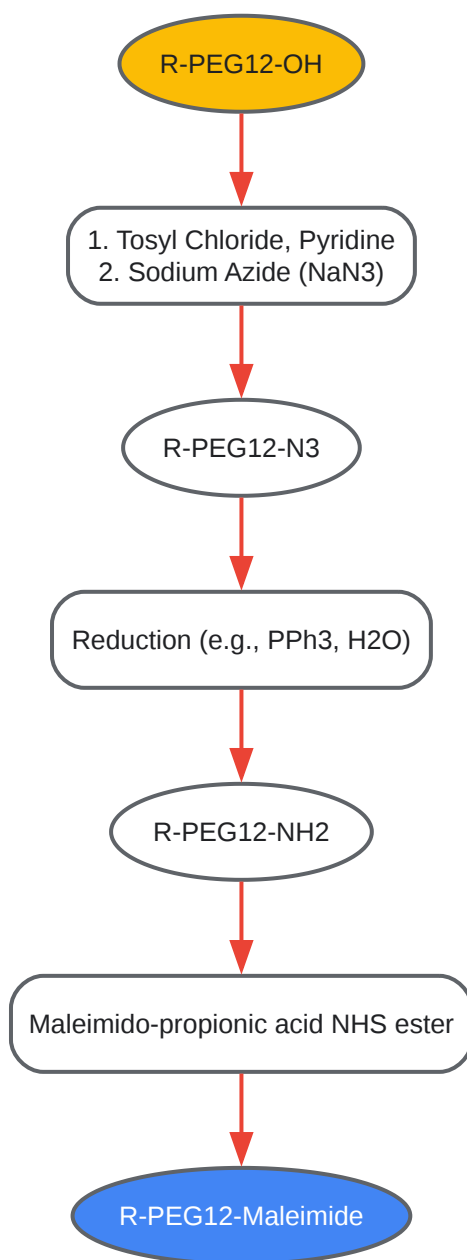 R-PEG12-OH
1. Tosyl Chloride, Pyridine
2. Sodium Azide (NaN3)
R-PEG12-N3
Reduction (e.g., PPh3, H2O)
R-PEG12-NH2
Maleimido-propionic acid NHS ester
R-PEG12-Maleimide